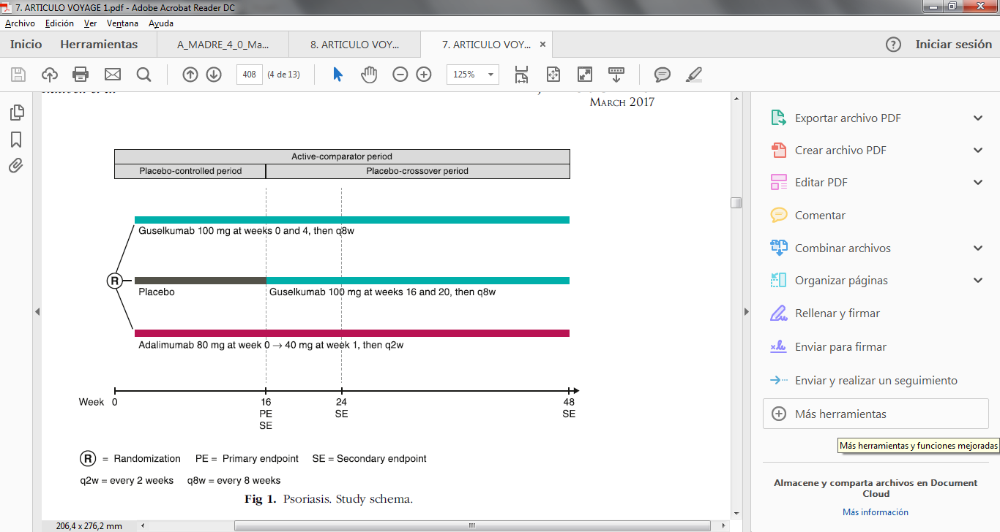 7. ARTICULO VOYAGE 1.pdf - Adobe Acrobat Reader DC
Archivo Edición Ver Ventana Ayuda
Inicio Herramientas A_MADRE_4_0_Ma... 8. ARTICULO VOY... 7. ARTICULO VOY... × ? Iniciar sesión
408 (4 de 13) 125%
MARCH 2017
Active-comparator period
Placebo-controlled period Placebo-crossover period
Guselkumab 100 mg at weeks 0 and 4, then q8w
R
Placebo Guselkumab 100 mg at weeks 16 and 20, then q8w
Adalimumab 80 mg at week 0 → 40 mg at week 1, then q2w
Week 0 16 24 48
PE SE SE
SE
R = Randomization PE = Primary endpoint SE = Secondary endpoint
q2w = every 2 weeks q8w = every 8 weeks
Fig 1. Psoriasis. Study schema.
206,4 x 276,2 mm
Exportar archivo PDF
Crear archivo PDF
Editar PDF
Comentar
Combinar archivos
Organizar páginas
Rellenar y firmar
Enviar para firmar
Enviar y realizar un seguimiento
Más herramientas
Más herramientas y funciones mejoradas
Almacene y comparta archivos en Document
Cloud
Más información